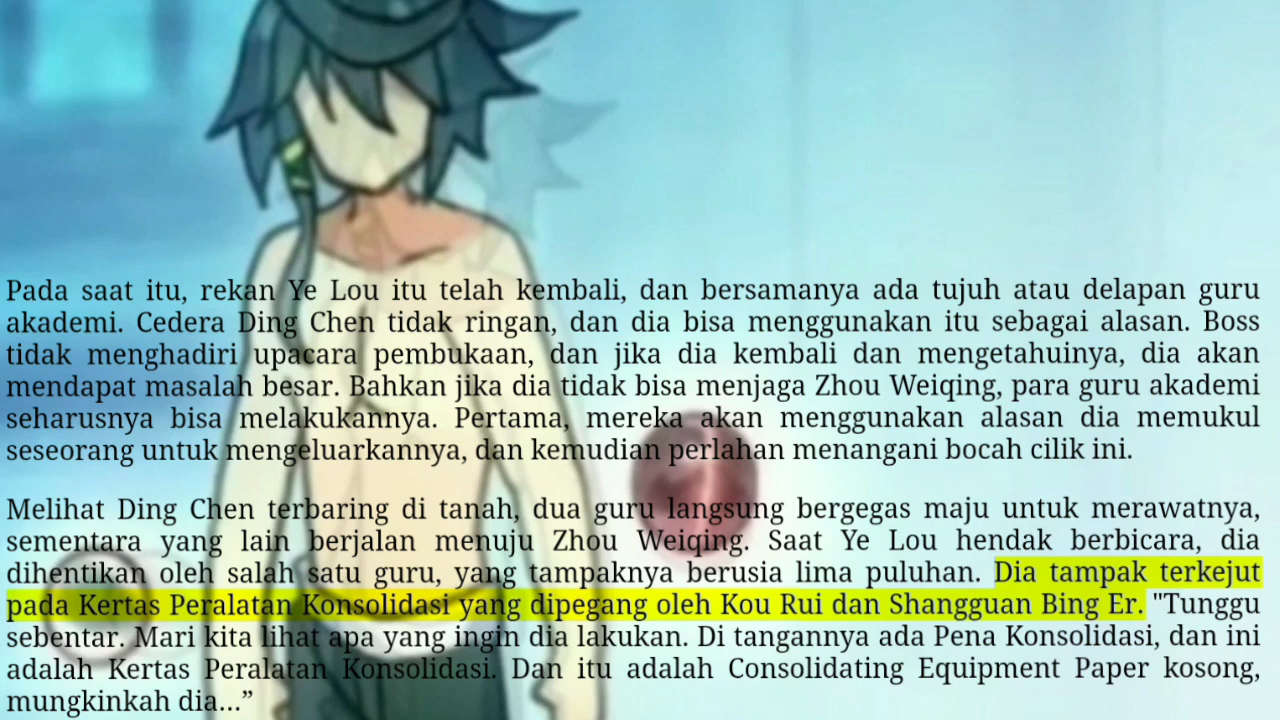 Pada saat itu, rekan Ye Lou itu telah kembali, dan bersamanya ada tujuh atau delapan guru
akademi. Cedera Ding Chen tidak ringan, dan dia bisa menggunakan itu sebagai alasan. Boss
tidak menghadiri upacara pembukaan, dan jika dia kembali dan mengetahuinya, dia akan
mendapat masalah besar. Bahkan jika dia tidak bisa menjaga Zhou Weiqing, para guru akademi
seharusnya bisa melakukannya. Pertama, mereka akan menggunakan alasan dia memukul
seseorang untuk mengeluarkannya, dan kemudian perlahan menangani bocah cilik ini.
Melihat Ding Chen terbaring di tanah, dua guru langsung bergegas maju untuk merawatnya,
sementara yang lain berjalan menuju Zhou Weiqing. Saat Ye Lou hendak berbicara, dia
dihentikan oleh salah satu guru, yang tampaknya berusia lima puluhan. Dia tampak terkejut
pada Kertas Peralatan Konsolidasi yang dipegang oleh Kou Rui dan Shangguan Bing Er. "Tunggu
sebentar. Mari kita lihat apa yang ingin dia lakukan. Di tangannya ada Pena Konsolidasi, dan ini
adalah Kertas Peralatan Konsolidasi. Dan itu adalah Consolidating Equipment Paper kosong,
mungkinkah dia...”